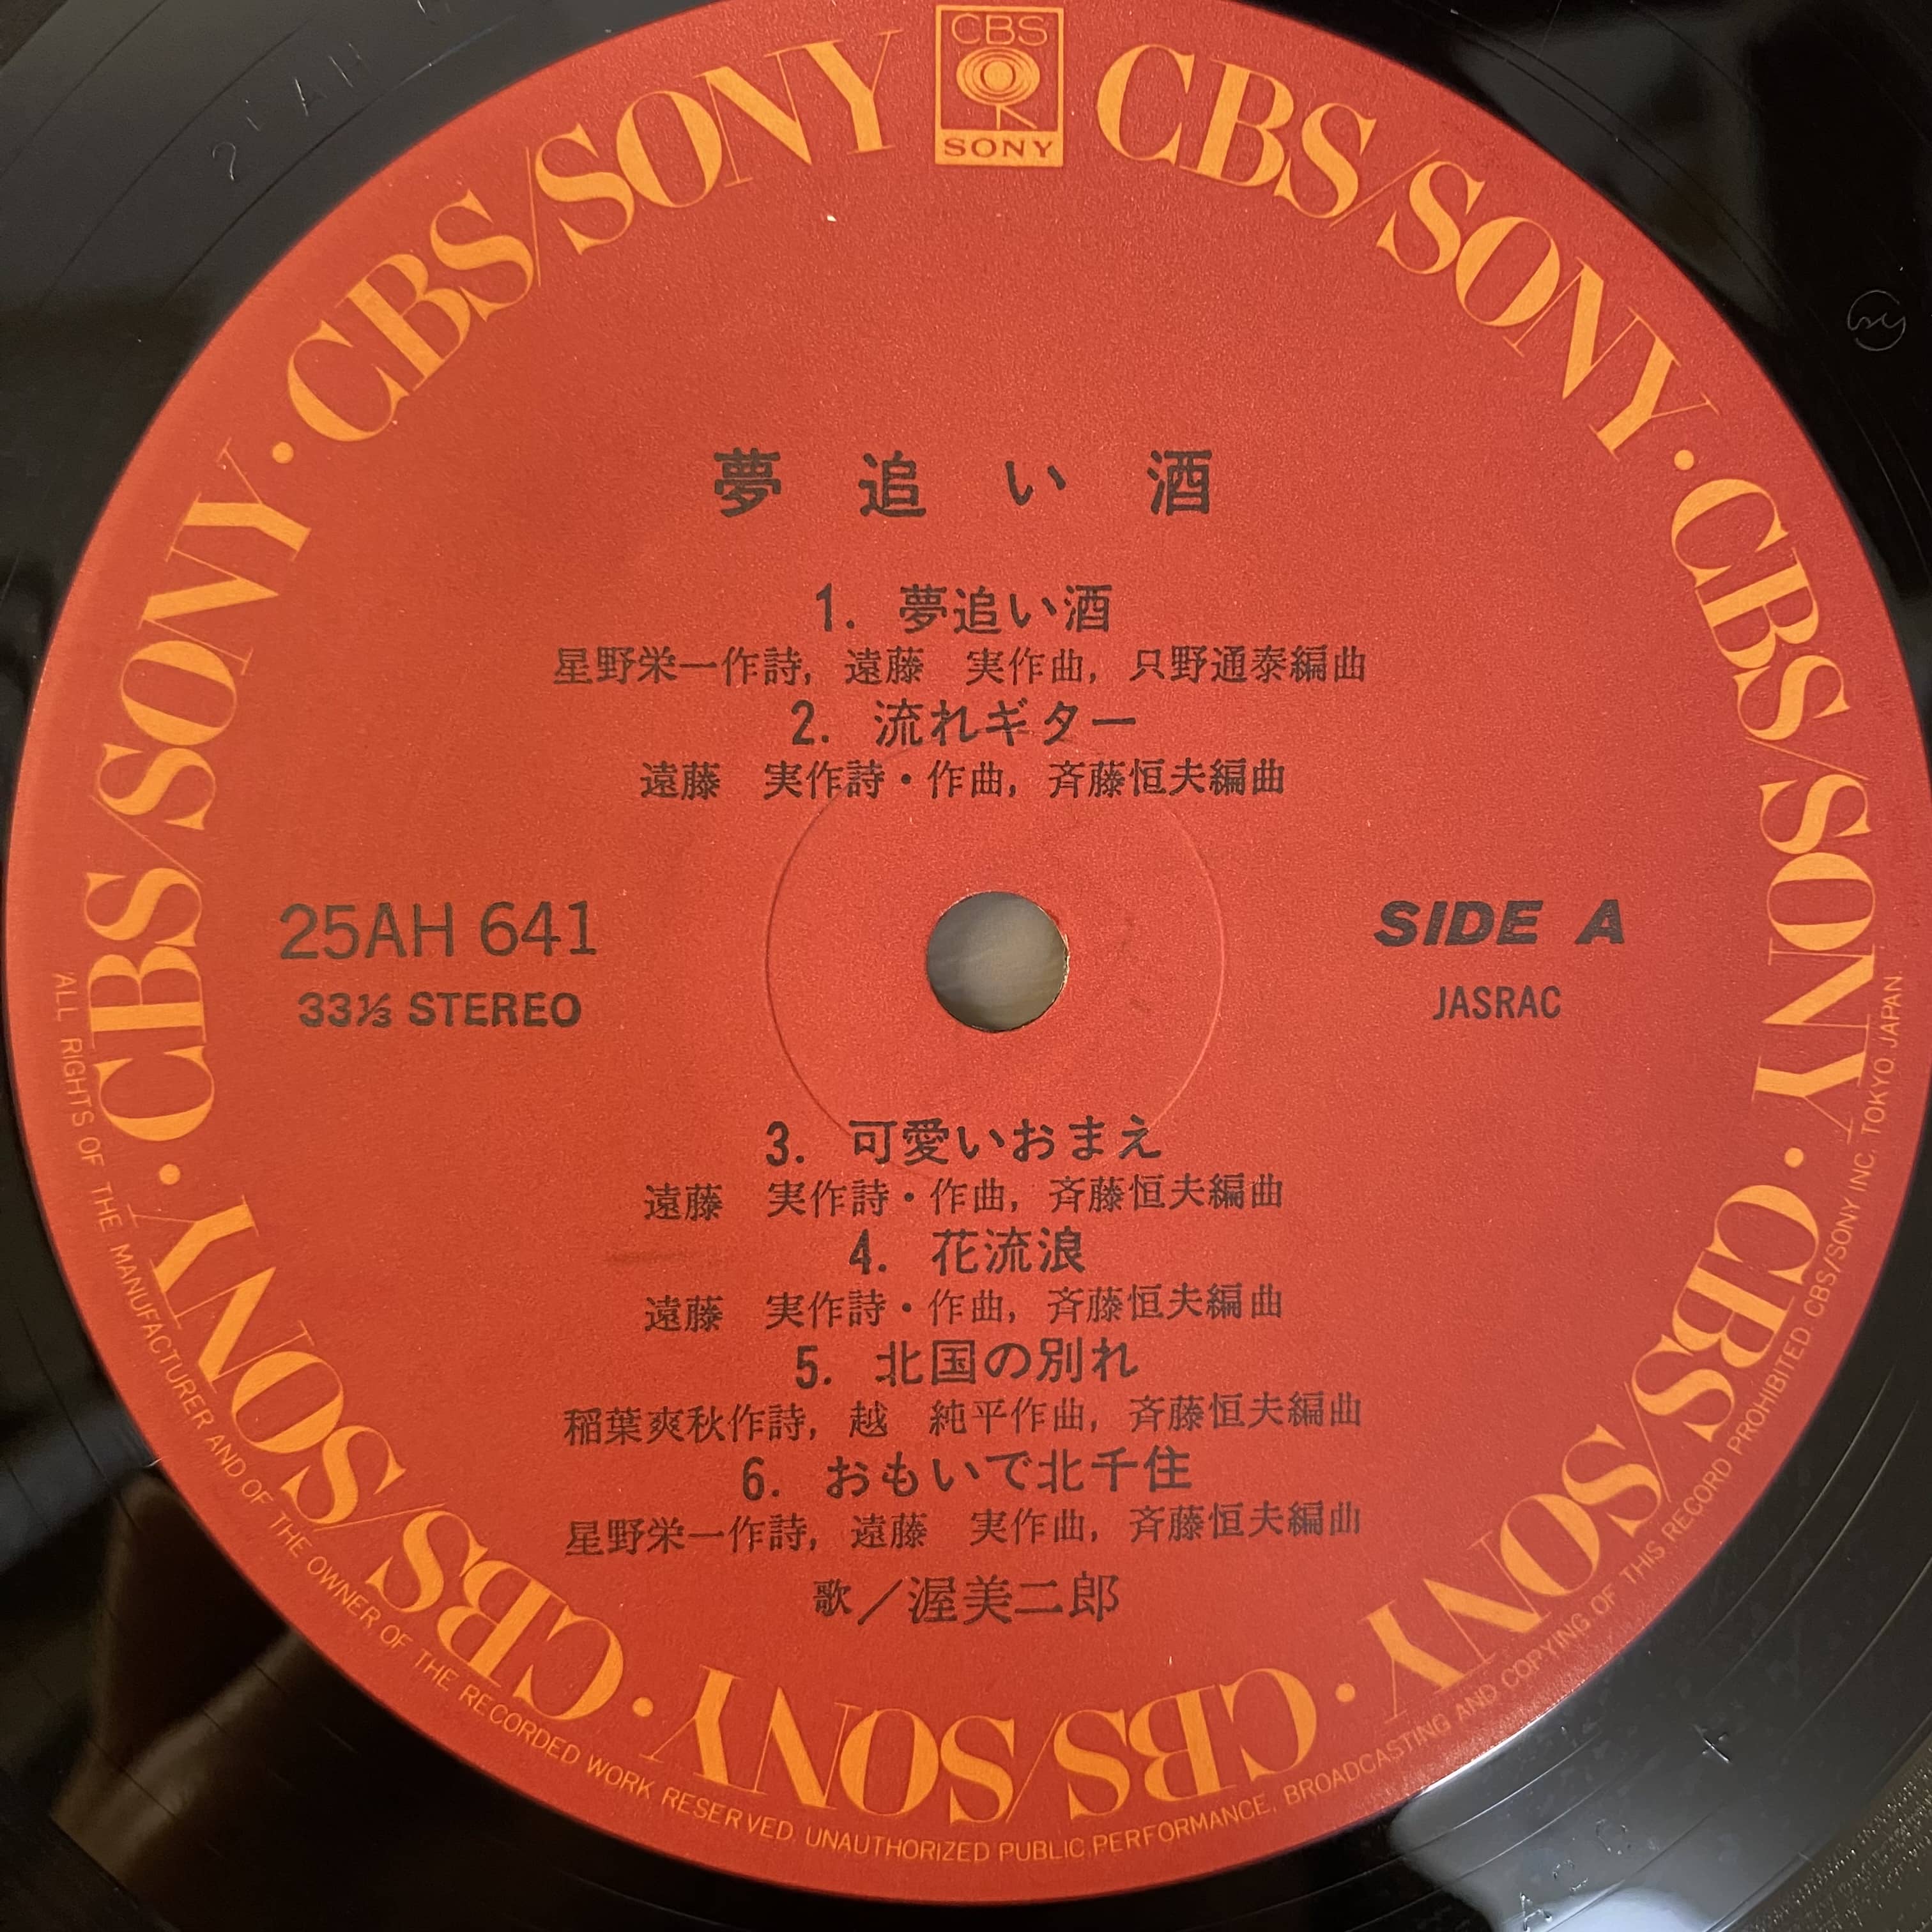 CBS
SONY
CBS/SONY · CBS/SONY · CBS/SONY · CBS/SONY · CBS/SONY · CBS/SONY · CBS/SONY · CBS/SONY
夢追い酒
1. 夢追い酒
星野栄一作詩, 遠藤 実作曲, 只野通泰編曲
2. 流れギター
遠藤 実作詩・作曲, 斉藤恒夫編曲
25AH 641
33⅓ STEREO
SIDE A
JASRAC
3. 可愛いおまえ
遠藤 実作詩・作曲, 斉藤恒夫編曲
4. 花流浪
遠藤 実作詩・作曲, 斉藤恒夫編曲
5. 北国の別れ
稲葉爽秋作詩, 越 純平作曲, 斉藤恒夫編曲
6. おもいで北千住
星野栄一作詩, 遠藤 実作曲, 斉藤恒夫編曲
歌／渥美二郎
ALL RIGHTS OF THE MANUFACTURER AND OF THE OWNER OF THE RECORDED WORK RESERVED. UNAUTHORIZED PUBLIC PERFORMANCE, BROADCASTING AND COPYING OF THIS RECORD PROHIBITED. CBS/SONY INC. TOKYO JAPAN.